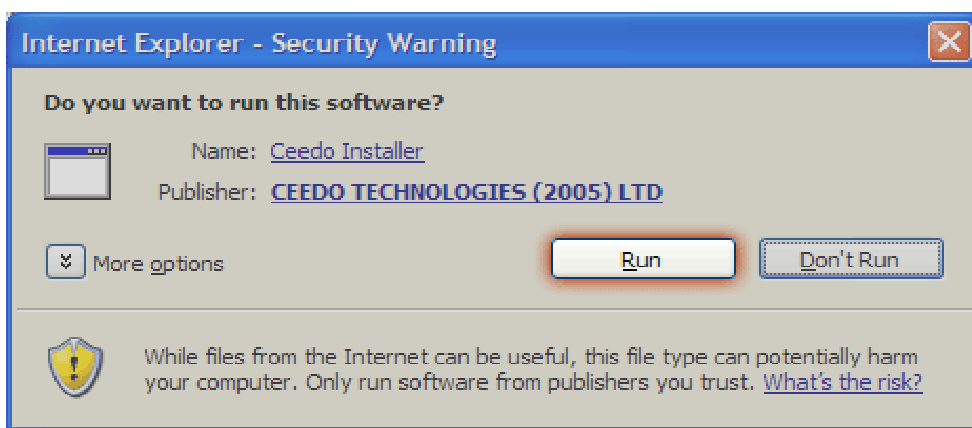 Internet Explorer - Security Warning
Do you want to run this software?
Name: Ceedo Installer
Publisher: CEEDO TECHNOLOGIES (2005) LTD
More options
Run
Don't Run
While files from the Internet can be useful, this file type can potentially harm
your computer. Only run software from publishers you trust. What's the risk?